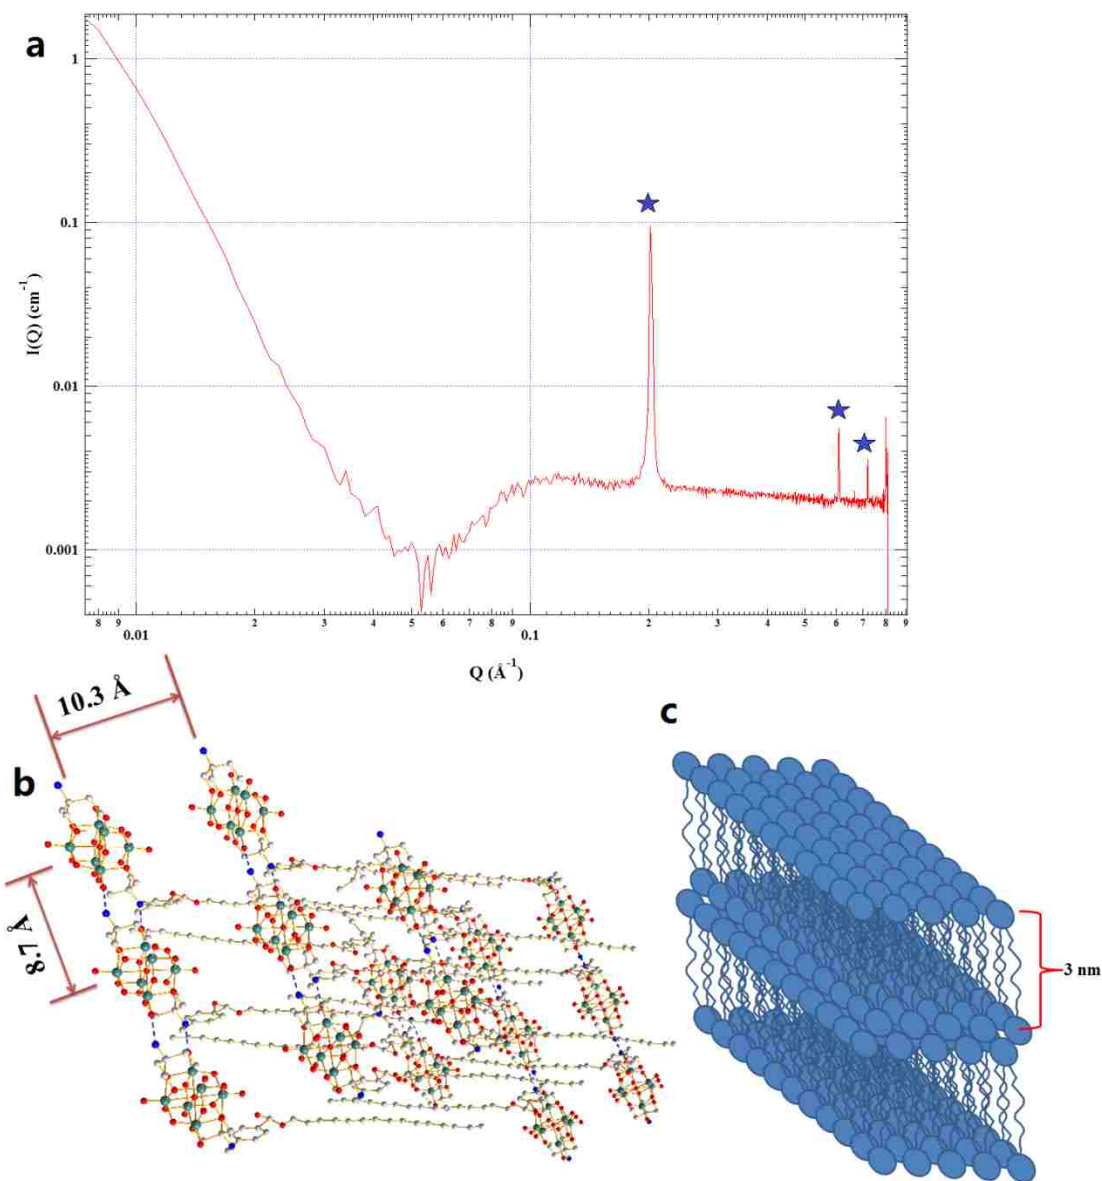 a
1
0.1
0.01
0.001
I(Q) (cm⁻¹)
8 9 2 3 4 5 6 7 8 9 2 3 4 5 6 7 8 9
0.01 0.1
Q (Å⁻¹)
10.3 Å
b
8.7 Å
c
3 nm